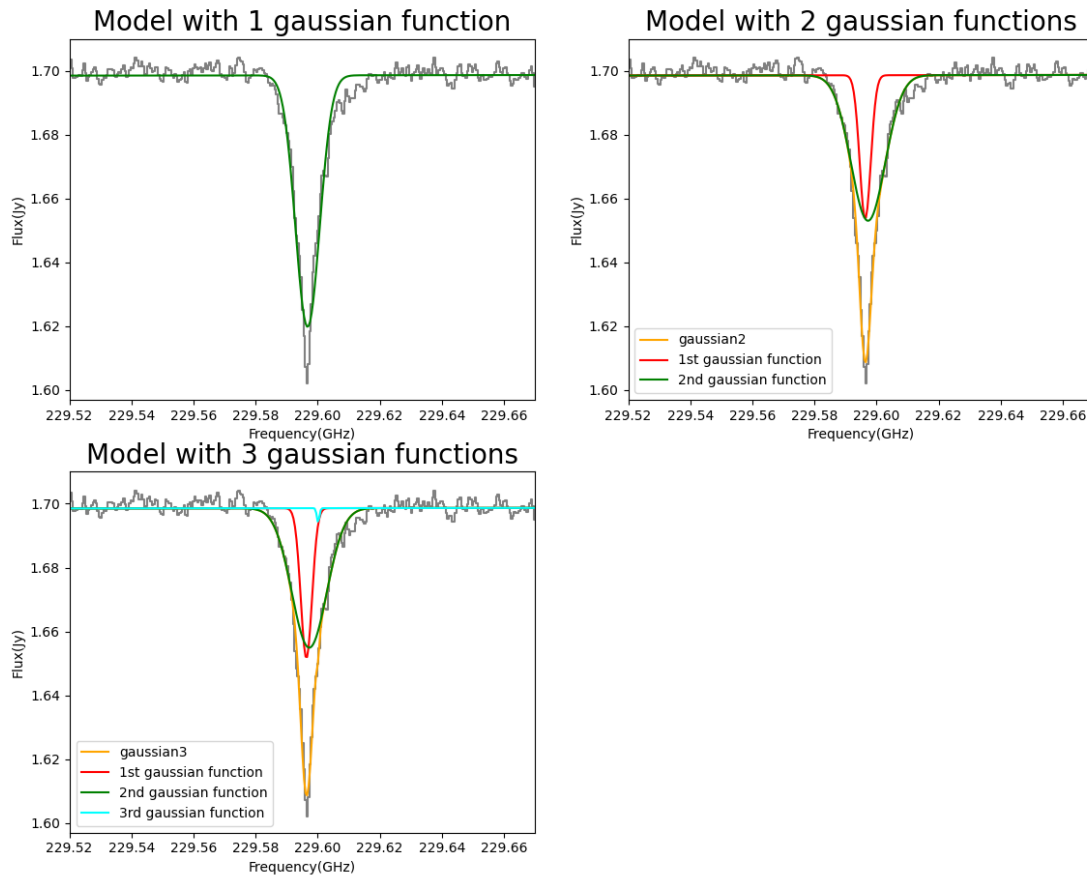 Model with 1 gaussian function
1.70
1.68
1.66
1.64
1.62
1.60
Flux(Jy)
229.52 229.54 229.56 229.58 229.60 229.62 229.64 229.66
Frequency(GHz)
Model with 2 gaussian functions
1.70
1.68
1.66
1.64
1.62
1.60
Flux(Jy)
gaussian2
1st gaussian function
2nd gaussian function
229.52 229.54 229.56 229.58 229.60 229.62 229.64 229.66
Frequency(GHz)
Model with 3 gaussian functions
1.70
1.68
1.66
1.64
1.62
1.60
Flux(Jy)
gaussian3
1st gaussian function
2nd gaussian function
3rd gaussian function
229.52 229.54 229.56 229.58 229.60 229.62 229.64 229.66
Frequency(GHz)